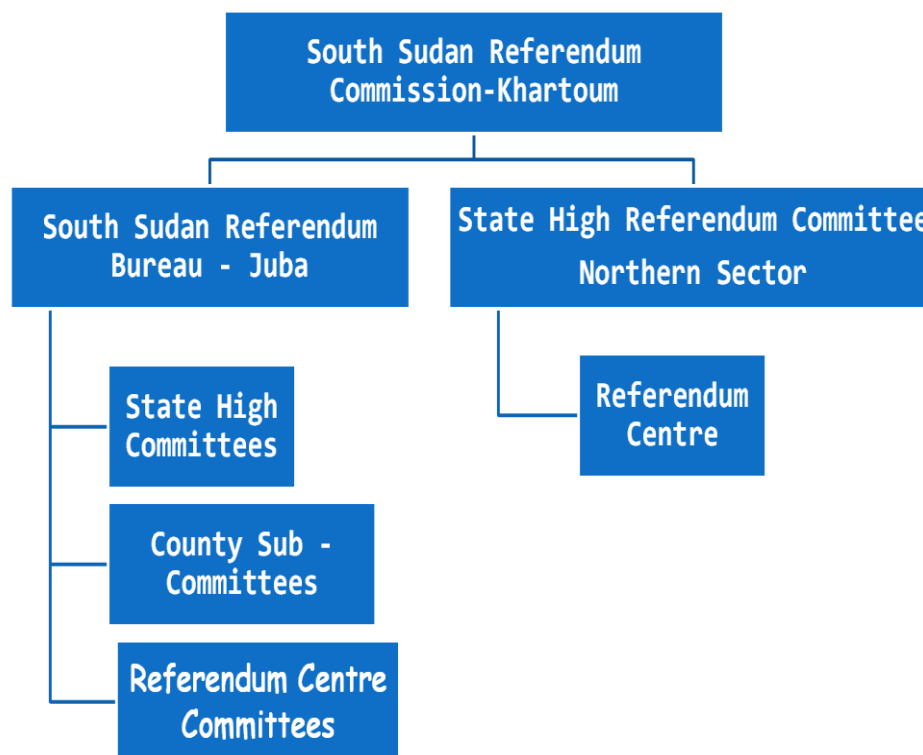 South Sudan Referendum
Commission-Khartoum
South Sudan Referendum
Bureau - Juba
State High Referendum Committee
Northern Sector
State High
Committees
Referendum
Centre
County Sub -
Committees
Referendum Centre
Committees